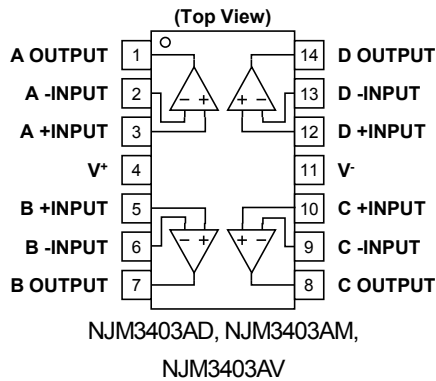 (Top View)
A OUTPUT 1 14 D OUTPUT
A -INPUT 2 − + + − 13 D -INPUT
A +INPUT 3 12 D +INPUT
V⁺ 4 11 V⁻
B +INPUT 5 10 C +INPUT
B -INPUT 6 − + + − 9 C -INPUT
B OUTPUT 7 8 C OUTPUT
NJM3403AD, NJM3403AM,
NJM3403AV